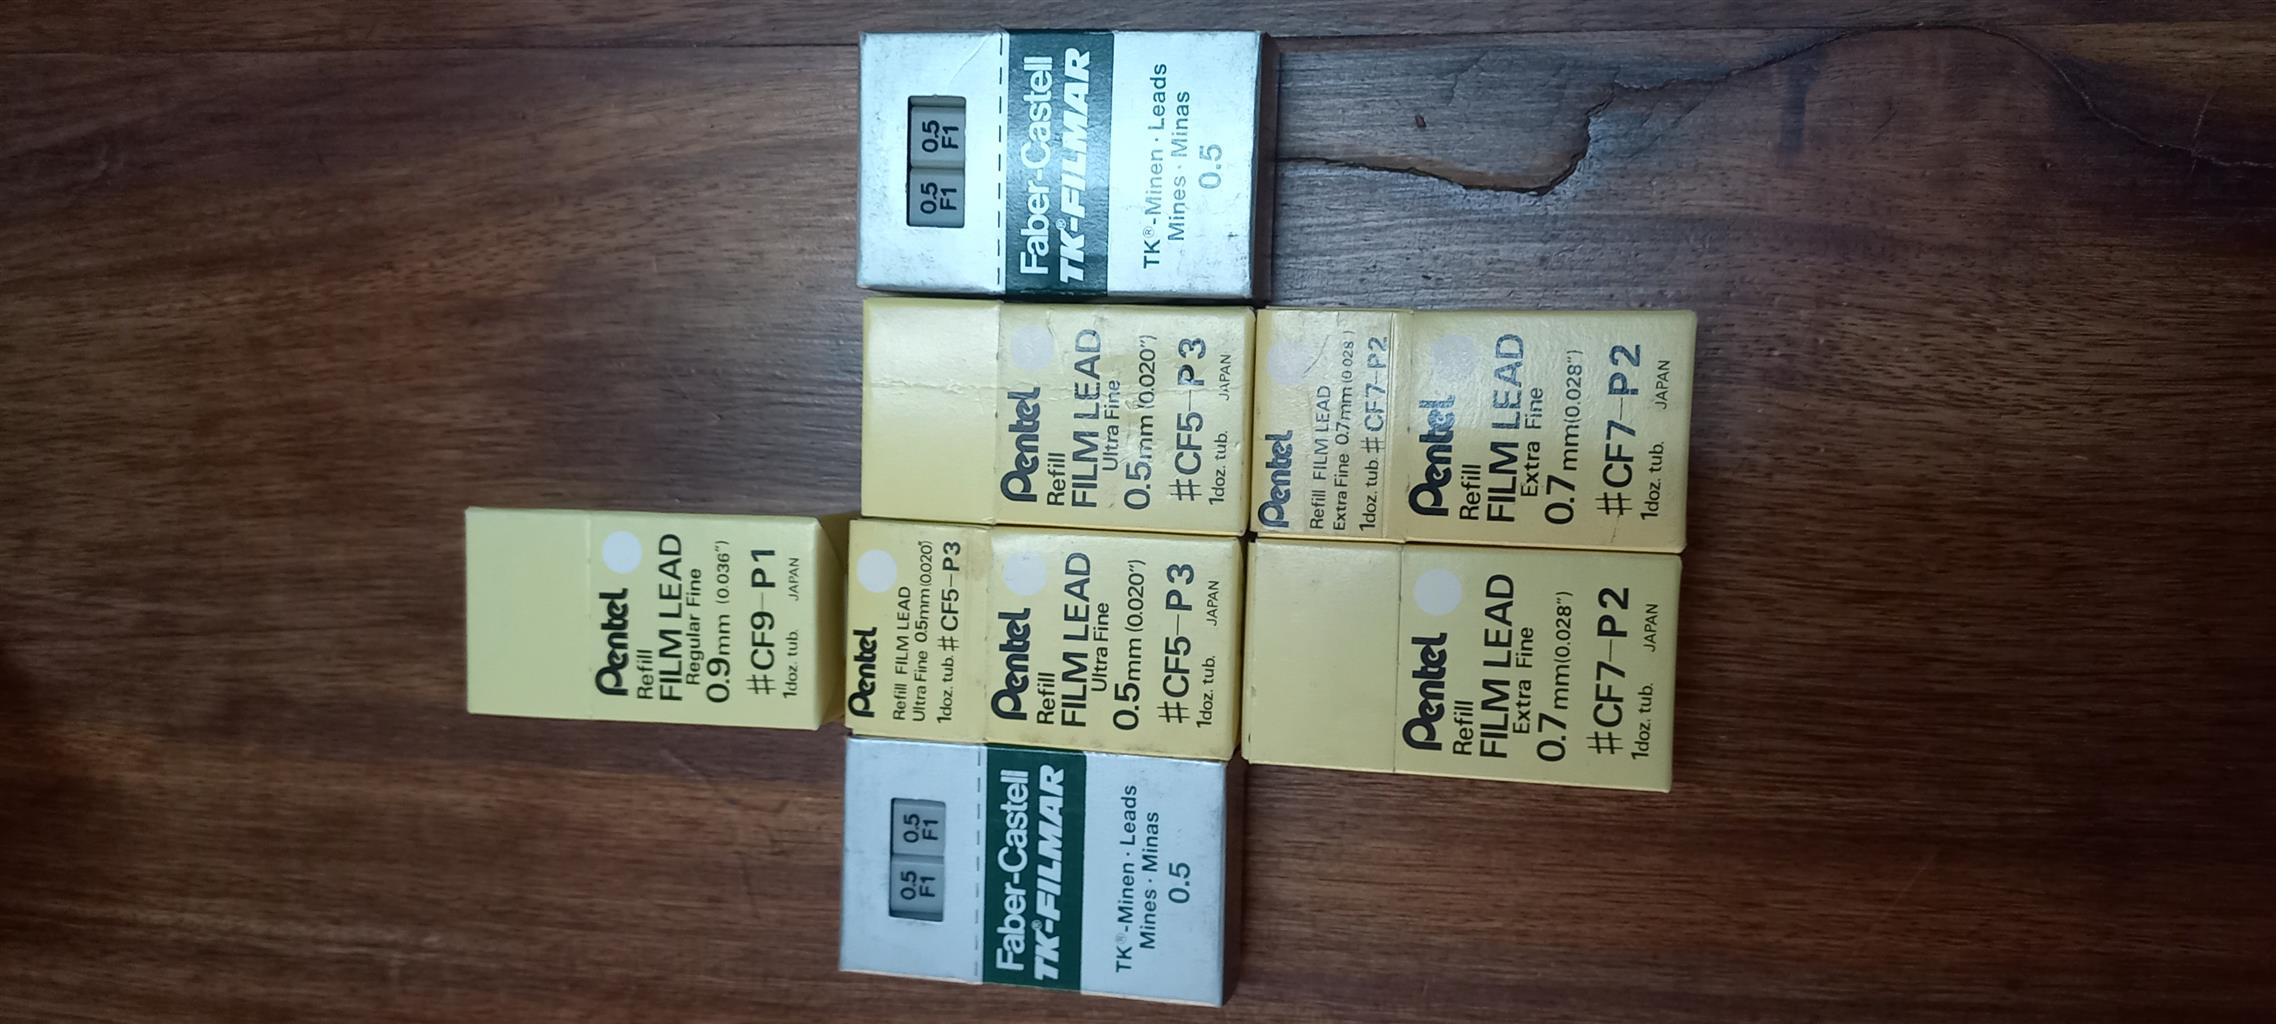 Pentel
Refill
FILM LEAD
Regular Fine
0.9mm (0.036")
#CF9-P1
1doz. tub. JAPAN
0.5 0.5
F1 F1
Faber-Castell
TK®-FILMAR
TK®-Minen · Leads
Mines · Minas
0.5
Pentel
Refill FILM LEAD
Ultra Fine 0.5mm(0.020")
1doz. tub. #CF5-P3
Pentel
Refill
FILM LEAD
Ultra Fine
0.5mm (0.020")
#CF5-P3
1doz. tub. JAPAN
Pentel
Refill
FILM LEAD
Ultra Fine
0.5mm (0.020")
#CF5-P3
1doz. tub. JAPAN
0.5 0.5
F1 F1
Faber-Castell
TK®-FILMAR
TK®-Minen · Leads
Mines · Minas
0.5
Pentel
Refill
FILM LEAD
Extra Fine
0.7mm(0.028")
#CF7-P2
1doz. tub. JAPAN
Pentel
Refill FILM LEAD
Extra Fine 0.7mm(0.028)
1doz. tub. #CF7-P2
Pentel
Refill
FILM LEAD
Extra Fine
0.7mm(0.028")
#CF7-P2
1doz. tub. JAPAN